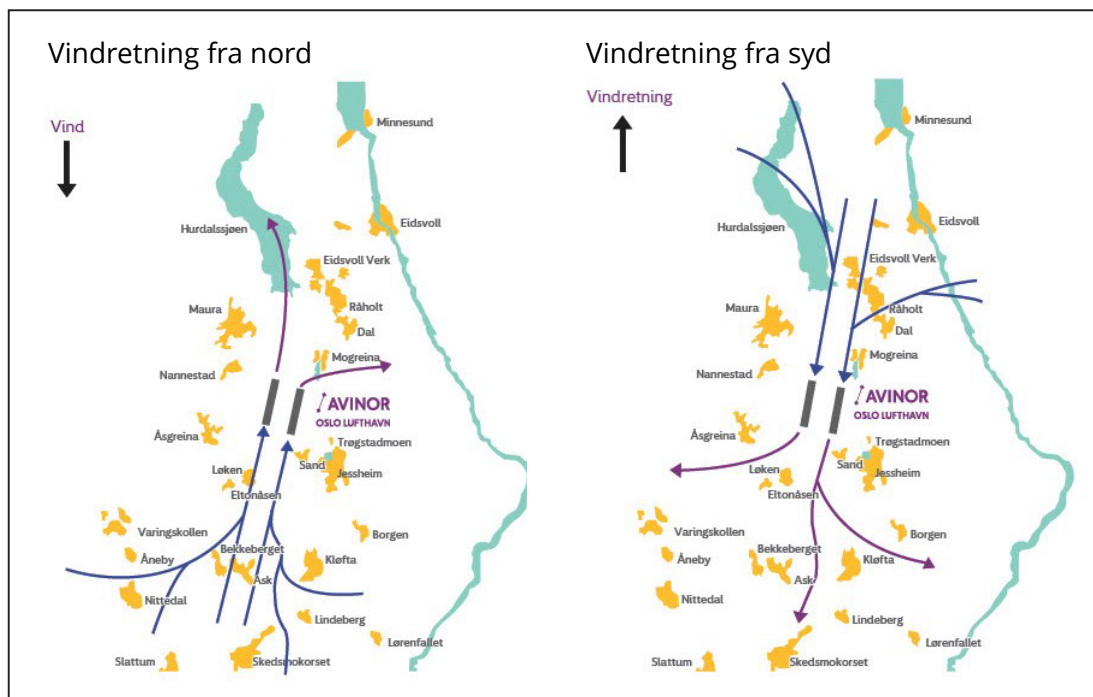 Vindretning fra nord
Vind
Minnesund
Hurdalssjøen
Eidsvoll
Eidsvoll Verk
Maura
Råholt
Dal
Mogreina
Nannestad
AVINOR
OSLO LUFTHAVN
Åsgreina
Trøgstadmoen
Sand
Løken
Jessheim
Eltonåsen
Varingskollen
Borgen
Bekkeberget
Åneby
Kløfta
Ask
Nittedal
Lindeberg
Lørenfallet
Slattum
Skedsmokorset
Vindretning fra syd
Vindretning
Minnesund
Hurdalssjøen
Eidsvoll
Eidsvoll Verk
Maura
Råholt
Dal
Mogreina
Nannestad
AVINOR
OSLO LUFTHAVN
Åsgreina
Trøgstadmoen
Sand
Løken
Jessheim
Eltonåsen
Varingskollen
Borgen
Bekkeberget
Åneby
Kløfta
Ask
Nittedal
Lindeberg
Lørenfallet
Slattum
Skedsmokorset